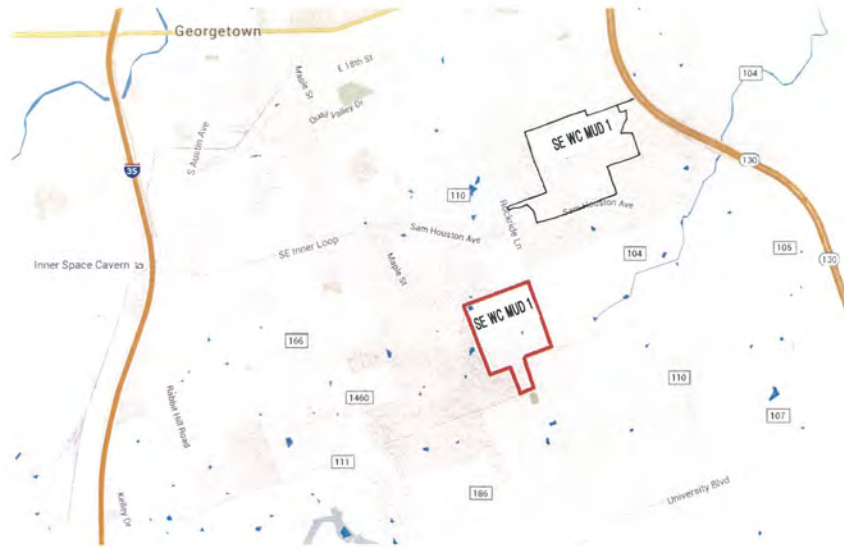 Georgetown
E 18th St
104
Maple St
Quail Valley Dr
S Austin Ave
SE WC MUD 1
130
35
110
Rockride Ln
Sam Houston Ave
Sam Houston Ave
SE Inner Loop
104
105
Inner Space Cavern
Maple St
130
SE WC MUD 1
166
110
1460
107
Rabbit Hill Road
111
186
University Blvd
Kelley Dr